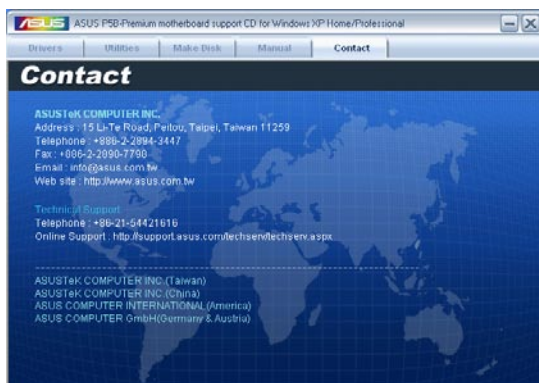 ASUS ASUS P5B-Premium motherboard support CD for Windows XP Home/Professional
Drivers Utilities Make Disk Manual Contact
Contact
ASUSTeK COMPUTER INC.
Address : 15 Li-Te Road, Peitou, Taipei, Taiwan 11259
Telephone : +886-2-2894-3447
Fax : +886-2-2890-7798
Email : info@asus.com.tw
Web site : http://www.asus.com.tw
Technical Support
Telephone : +86-21-54421616
Online Support : http://support.asus.com/techserv/techserv.aspx
ASUSTeK COMPUTER INC.(Taiwan)
ASUSTeK COMPUTER INC.(China)
ASUS COMPUTER INTERNATIONAL(America)
ASUS COMPUTER GmbH(Germany & Austria)